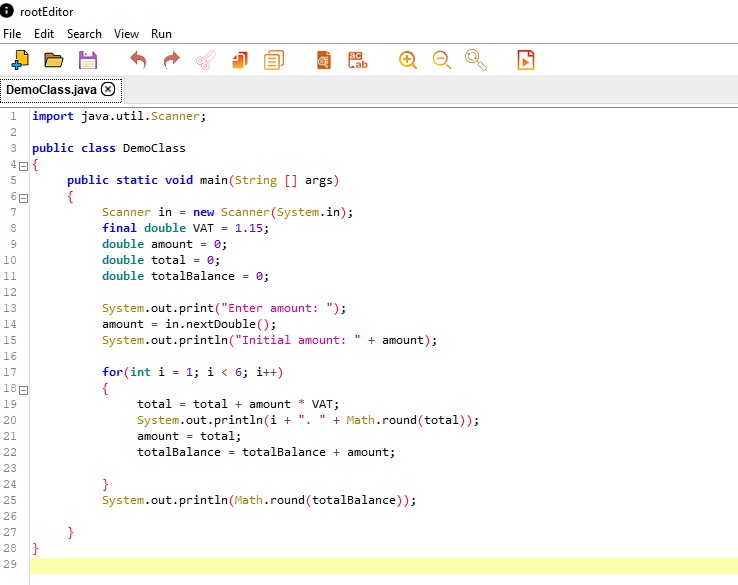 rootEditor
File Edit Search View Run
DemoClass.java
1 import java.util.Scanner;
2
3 public class DemoClass
4 {
5 public static void main(String [] args)
6 {
7 Scanner in = new Scanner(System.in);
8 final double VAT = 1.15;
9 double amount = 0;
10 double total = 0;
11 double totalBalance = 0;
12
13 System.out.print("Enter amount: ");
14 amount = in.nextDouble();
15 System.out.println("Initial amount: " + amount);
16
17 for(int i = 1; i < 6; i++)
18 {
19 total = total + amount * VAT;
20 System.out.println(i + ". " + Math.round(total));
21 amount = total;
22 totalBalance = totalBalance + amount;
23
24 }
25 System.out.println(Math.round(totalBalance));
26
27 }
28 }
29